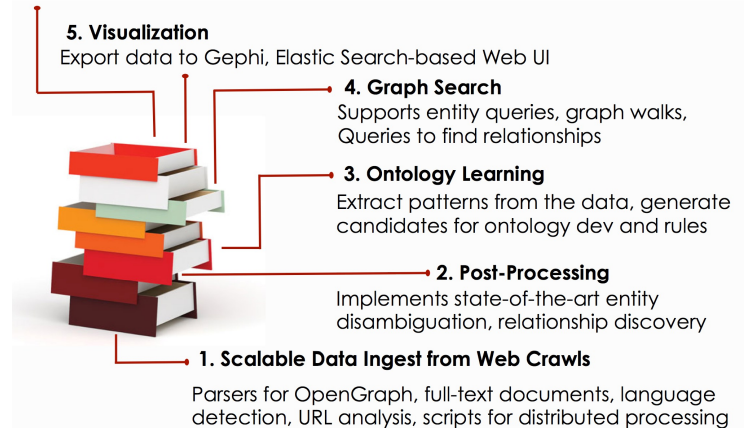 5. Visualization
Export data to Gephi, Elastic Search-based Web UI
4. Graph Search
Supports entity queries, graph walks,
Queries to find relationships
3. Ontology Learning
Extract patterns from the data, generate
candidates for ontology dev and rules
2. Post-Processing
Implements state-of-the-art entity
disambiguation, relationship discovery
1. Scalable Data Ingest from Web Crawls
Parsers for OpenGraph, full-text documents, language
detection, URL analysis, scripts for distributed processing